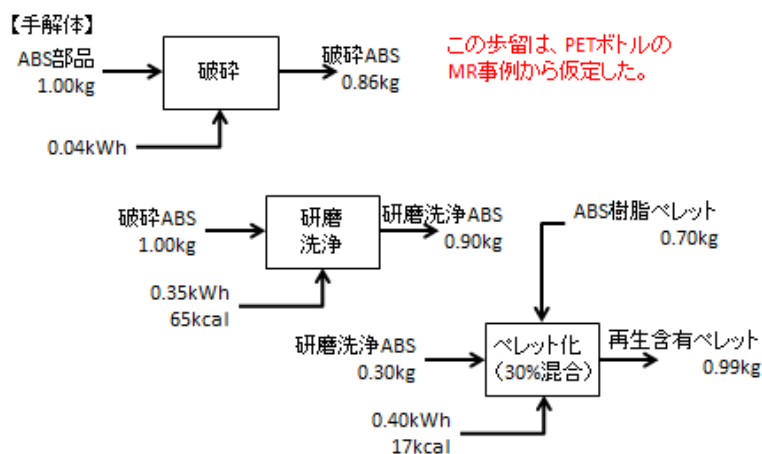 【手解体】
ABS部品
1.00kg
破砕
破砕ABS
0.86kg
この歩留は、PETボトルの
MR事例から仮定した。
0.04kWh
破砕ABS
1.00kg
研磨
洗浄
研磨洗浄ABS
0.90kg
ABS樹脂ペレット
0.70kg
0.35kWh
65kcal
研磨洗浄ABS
0.30kg
ペレット化
（30%混合）
再生含有ペレット
0.99kg
0.40kWh
17kcal